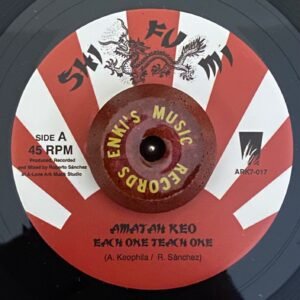 SHI FU MI
SIDE A
45 RPM
Produced, Recorded
and Mixed by Roberto Sánchez
at A-Lone Ark Muzik Studio
ENKI'S MUSIC RECORDS
ARK7-017
AMATAH KEO
EACH ONE TEACH ONE
(A. Keophila / R. Sánchez)